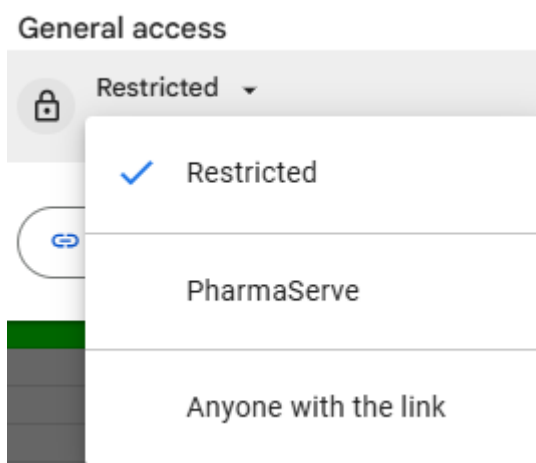 General access
Restricted
Restricted
PharmaServe
Anyone with the link